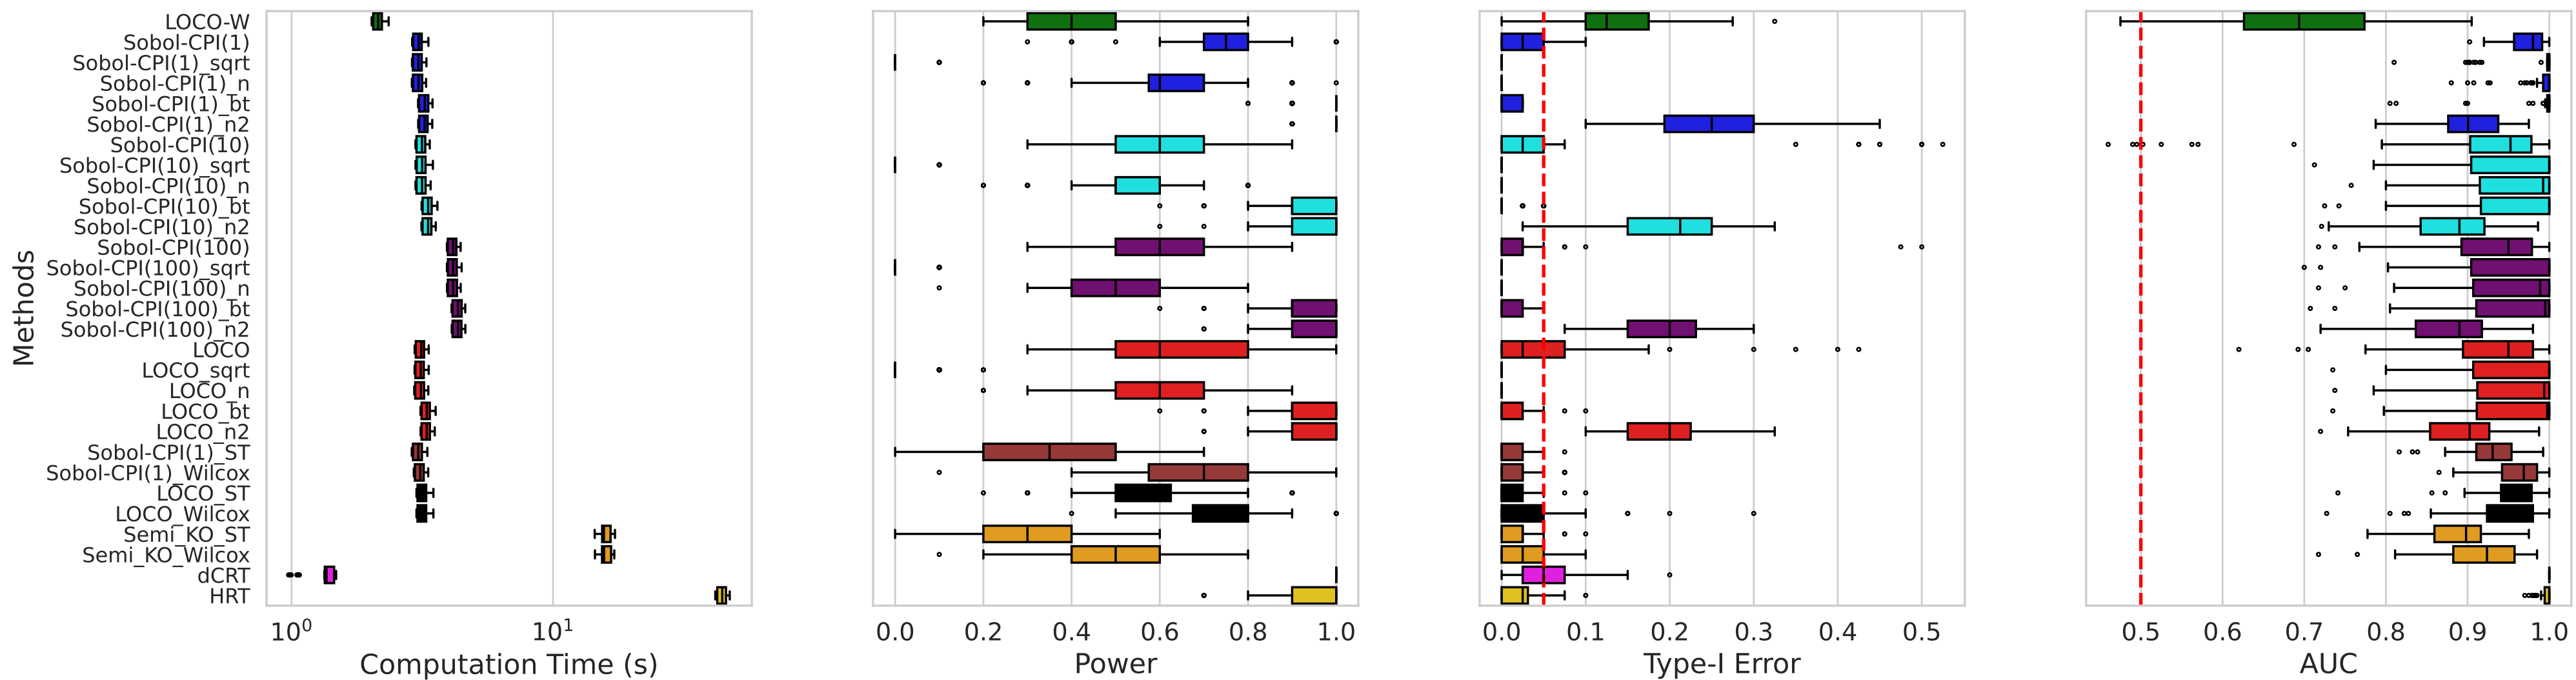 Methods
LOCO-W
Sobol-CPI(1)
Sobol-CPI(1)_sqrt
Sobol-CPI(1)_n
Sobol-CPI(1)_bt
Sobol-CPI(1)_n2
Sobol-CPI(10)
Sobol-CPI(10)_sqrt
Sobol-CPI(10)_n
Sobol-CPI(10)_bt
Sobol-CPI(10)_n2
Sobol-CPI(100)
Sobol-CPI(100)_sqrt
Sobol-CPI(100)_n
Sobol-CPI(100)_bt
Sobol-CPI(100)_n2
LOCO
LOCO_sqrt
LOCO_n
LOCO_bt
LOCO_n2
Sobol-CPI(1)_ST
Sobol-CPI(1)_Wilcox
LOCO_ST
LOCO_Wilcox
Semi_KO_ST
Semi_KO_Wilcox
dCRT
HRT
10⁰ 10¹
Computation Time (s)
0.0 0.2 0.4 0.6 0.8 1.0
Power
0.0 0.1 0.2 0.3 0.4 0.5
Type-I Error
0.5 0.6 0.7 0.8 0.9 1.0
AUC